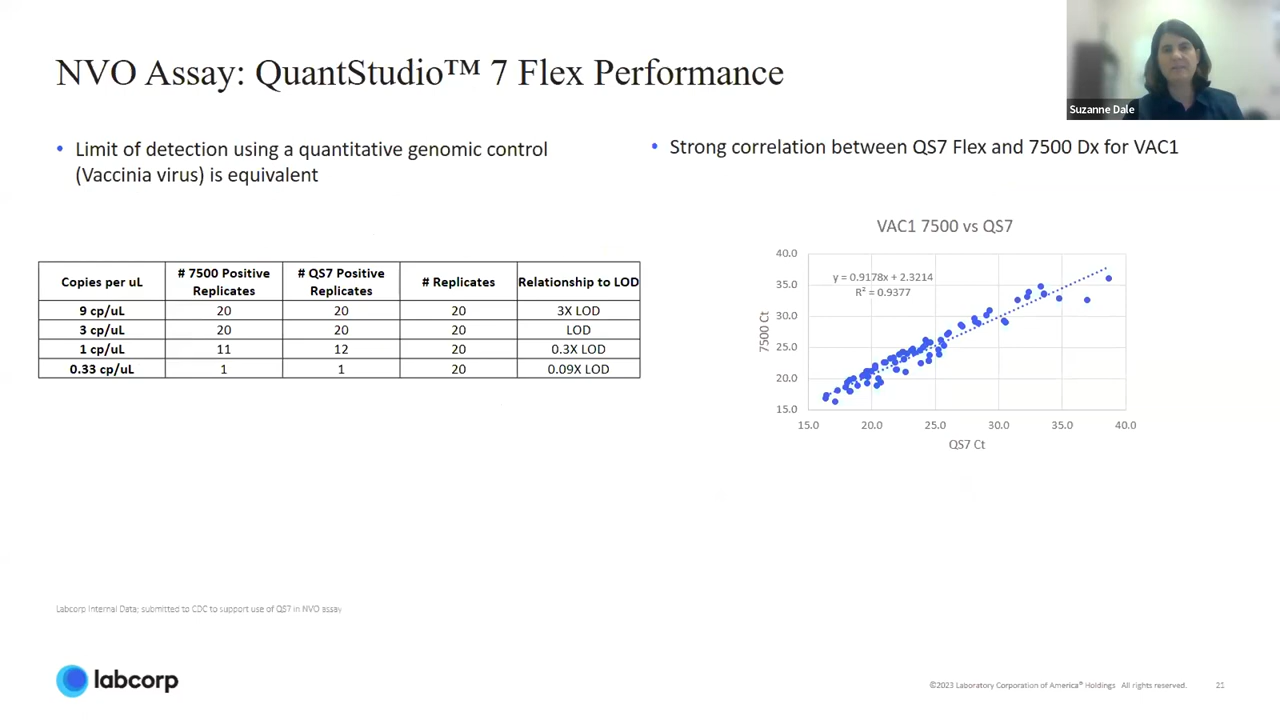 NVO Assay: QuantStudio™ 7 Flex Performance
Suzanne Dale
• Limit of detection using a quantitative genomic control
(Vaccinia virus) is equivalent
• Strong correlation between QS7 Flex and 7500 Dx for VAC1
Copies per uL # 7500 Positive Replicates # QS7 Positive Replicates # Replicates Relationship to LOD
9 cp/uL 20 20 20 3X LOD
3 cp/uL 20 20 20 LOD
1 cp/uL 11 12 20 0.3X LOD
0.33 cp/uL 1 1 20 0.09X LOD
VAC1 7500 vs QS7
y = 0.9178x + 2.3214
R² = 0.9377
7500 Ct
40.0
35.0
30.0
25.0
20.0
15.0
15.0 20.0 25.0 30.0 35.0 40.0
QS7 Ct
Labcorp Internal Data; submitted to CDC to support use of QS7 in NVO assay
labcorp
©2023 Laboratory Corporation of America® Holdings All rights reserved. 21